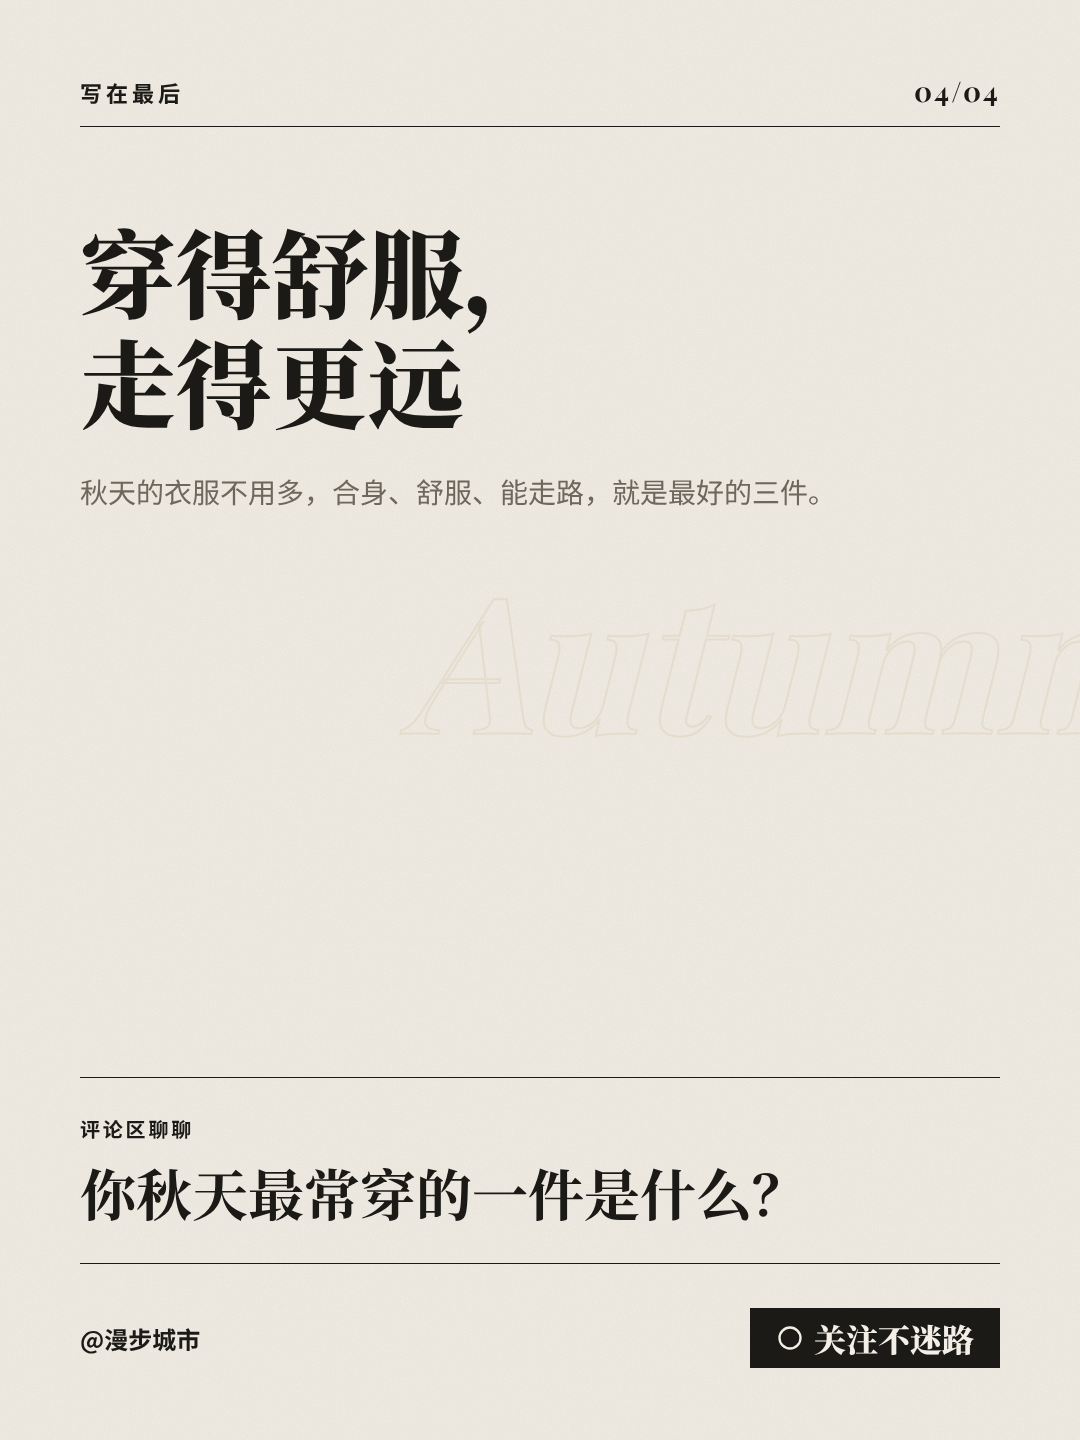 写在最后
04/04
穿得舒服,
走得更远
秋天的衣服不用多，合身、舒服、能走路，就是最好的三件。
Autumn
评论区聊聊
你秋天最常穿的一件是什么?
@漫步城市
关注不迷路